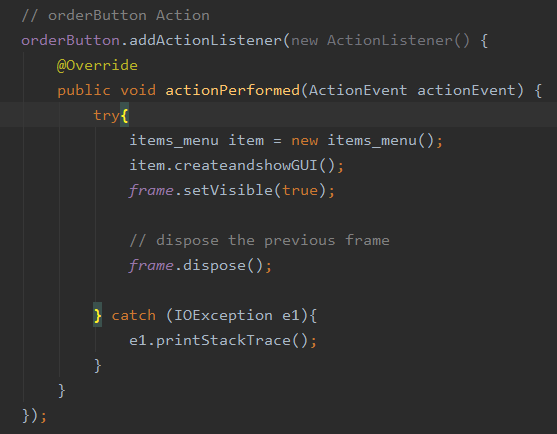 // orderButton Action
orderButton.addActionListener(new ActionListener() {
@Override
public void actionPerformed(ActionEvent actionEvent) {
try{
items_menu item = new items_menu();
item.createandshowGUI();
frame.setVisible(true);
// dispose the previous frame
frame.dispose();
} catch (IOException e1){
e1.printStackTrace();
}
}
});